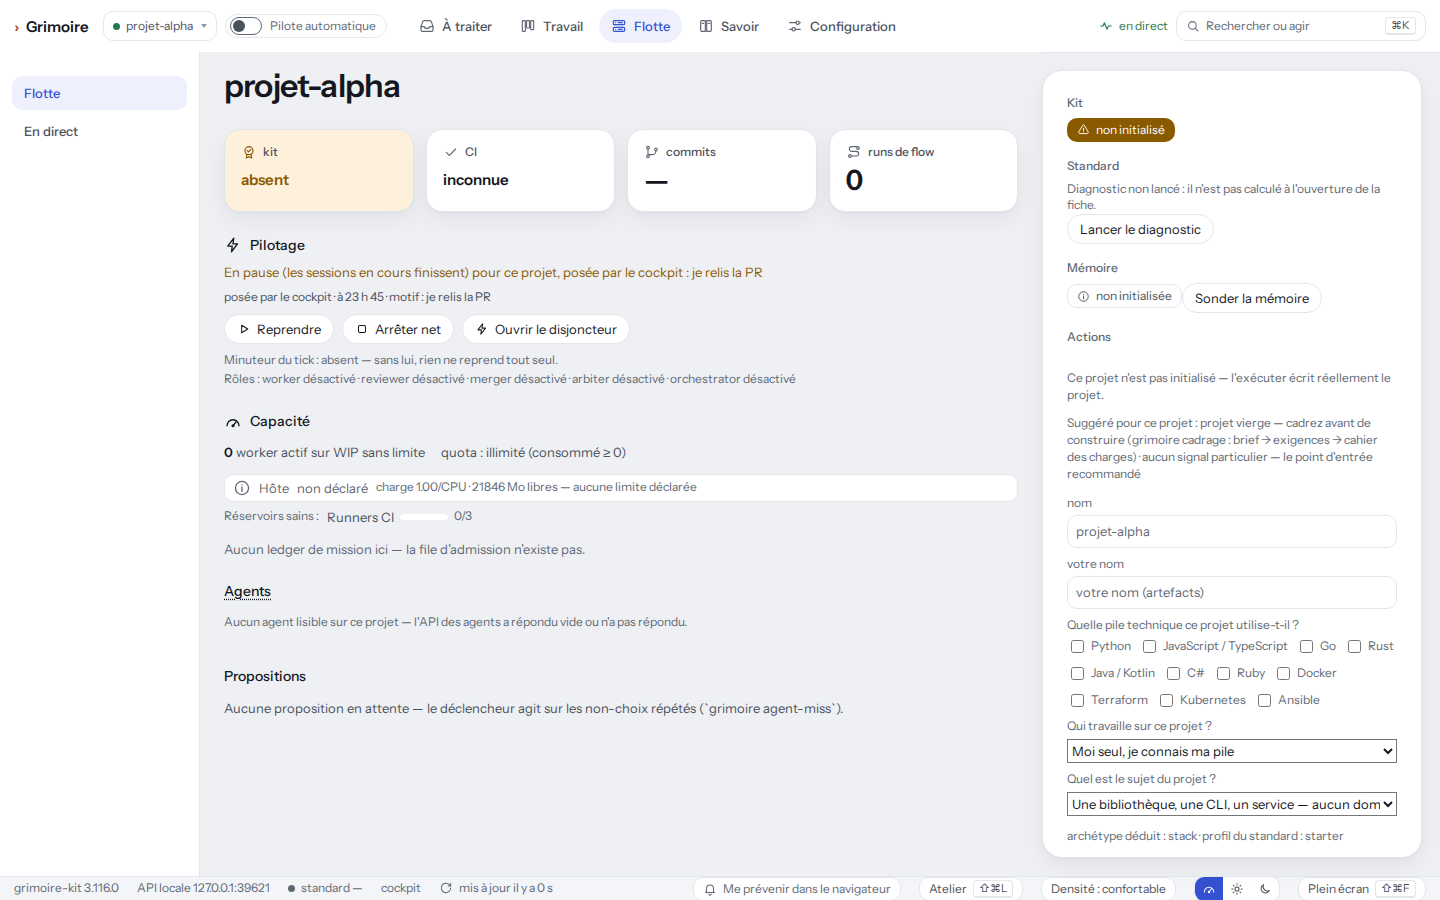 Grimoire
projet-alpha
Pilote automatique
À traiter
Travail
Flotte
Savoir
Configuration
en direct
Rechercher ou agir
⌘K
Flotte
En direct
projet-alpha
kit
absent
CI
inconnue
commits
—
runs de flow
0
Pilotage
En pause (les sessions en cours finissent) pour ce projet, posée par le cockpit : je relis la PR
posée par le cockpit · à 23 h 45 · motif : je relis la PR
Reprendre
Arrêter net
Ouvrir le disjoncteur
Minuteur du tick : absent — sans lui, rien ne reprend tout seul.
Rôles : worker désactivé · reviewer désactivé · merger désactivé · arbiter désactivé · orchestrator désactivé
Capacité
0 worker actif sur WIP sans limite quota : illimité (consommé ≥ 0)
Hôte non déclaré charge 1.00/CPU · 21846 Mo libres — aucune limite déclarée
Réservoirs sains : Runners CI 0/3
Aucun ledger de mission ici — la file d'admission n'existe pas.
Agents
Aucun agent lisible sur ce projet — l'API des agents a répondu vide ou n'a pas répondu.
Propositions
Aucune proposition en attente — le déclencheur agit sur les non-choix répétés (`grimoire agent-miss`).
Kit
non initialisé
Standard
Diagnostic non lancé : il n'est pas calculé à l'ouverture de la
fiche.
Lancer le diagnostic
Mémoire
non initialisée
Sonder la mémoire
Actions
Ce projet n'est pas initialisé — l'exécuter écrit réellement le
projet.
Suggéré pour ce projet : projet vierge — cadrez avant de
construire (grimoire cadrage : brief → exigences → cahier
des charges) · aucun signal particulier — le point d'entrée
recommandé
nom
projet-alpha
votre nom
votre nom (artefacts)
Quelle pile technique ce projet utilise-t-il ?
Python JavaScript / TypeScript Go Rust
Java / Kotlin C# Ruby Docker
Terraform Kubernetes Ansible
Qui travaille sur ce projet ?
Moi seul, je connais ma pile
Quel est le sujet du projet ?
Une bibliothèque, une CLI, un service — aucun dom
archétype déduit : stack · profil du standard : starter
grimoire-kit 3.116.0
API locale 127.0.0.1:39621
standard —
cockpit
mis à jour il y a 0 s
Me prévenir dans le navigateur
Atelier ⇧⌘L
Densité : confortable
Plein écran ⇧⌘F